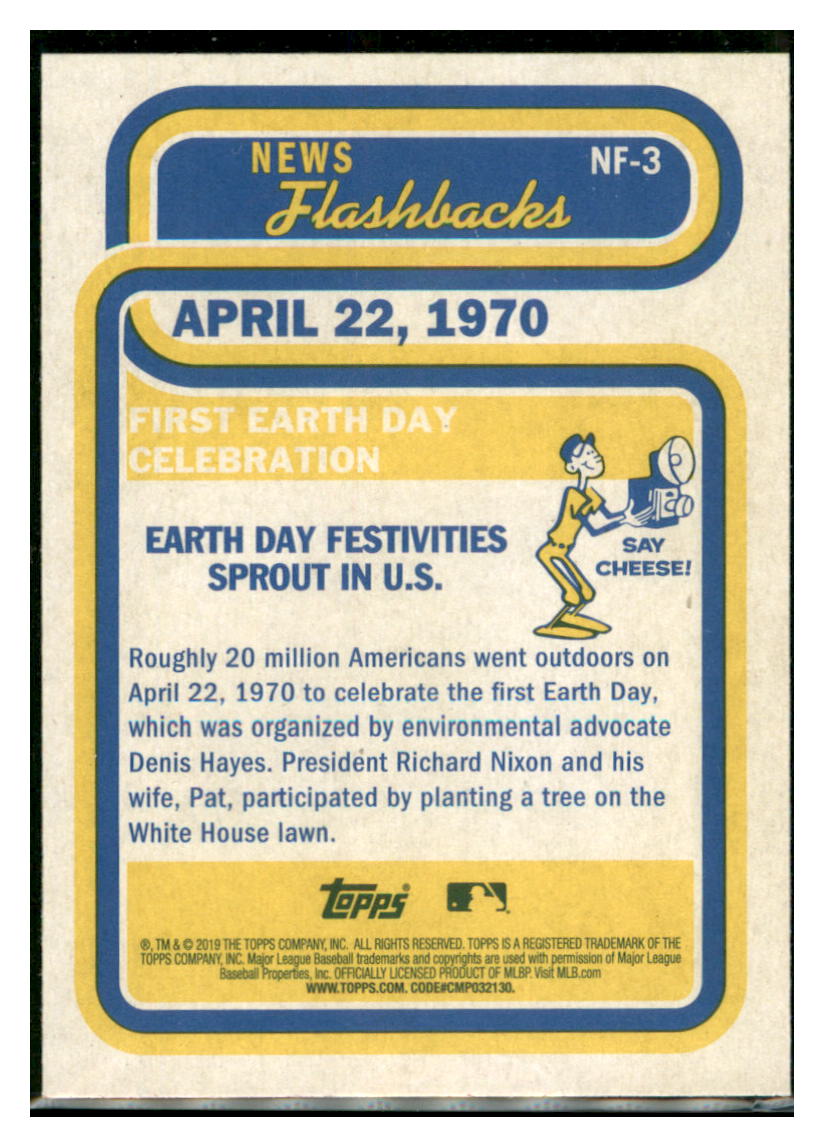 NEWS NF-3
Flashbacks
APRIL 22, 1970
FIRST EARTH DAY
CELEBRATION
EARTH DAY FESTIVITIES
SPROUT IN U.S.
SAY
CHEESE!
Roughly 20 million Americans went outdoors on
April 22, 1970 to celebrate the first Earth Day,
which was organized by environmental advocate
Denis Hayes. President Richard Nixon and his
wife, Pat, participated by planting a tree on the
White House lawn.
topps
®, TM & © 2019 THE TOPPS COMPANY, INC. ALL RIGHTS RESERVED. TOPPS IS A REGISTERED TRADEMARK OF THE
TOPPS COMPANY, INC. Major League Baseball trademarks and copyrights are used with permission of Major League
Baseball Properties, Inc. OFFICIALLY LICENSED PRODUCT OF MLBP. Visit MLB.com
WWW.TOPPS.COM. CODE#CMP032130.